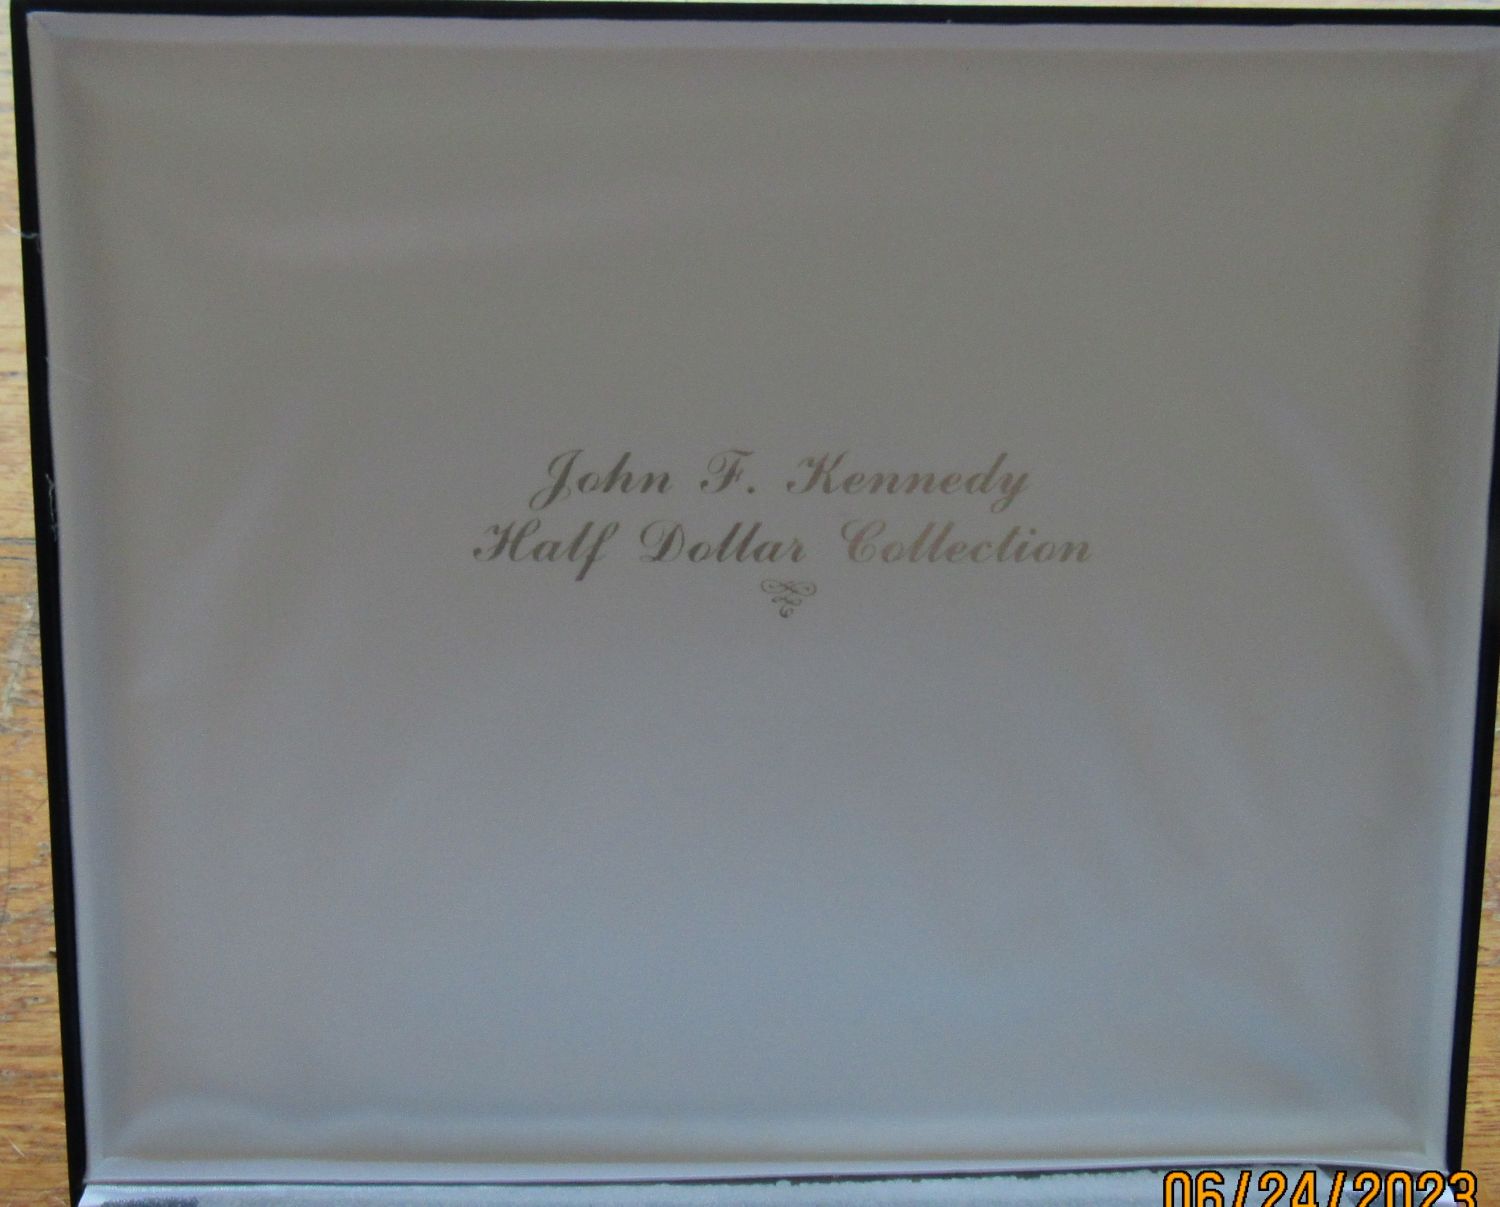 John F. Kennedy
Half Dollar Collection
06/24/2023